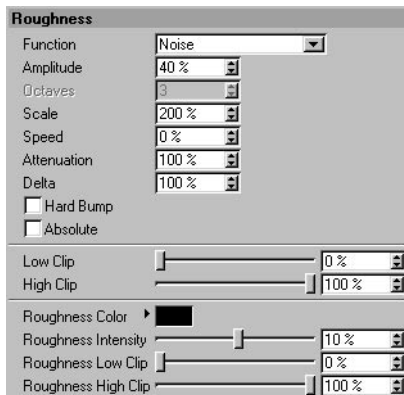 Roughness
Function Noise
Amplitude 40 %
Octaves 3
Scale 200 %
Speed 0 %
Attenuation 100 %
Delta 100 %
Hard Bump
Absolute
Low Clip 0 %
High Clip 100 %
Roughness Color
Roughness Intensity 10 %
Roughness Low Clip 0 %
Roughness High Clip 100 %